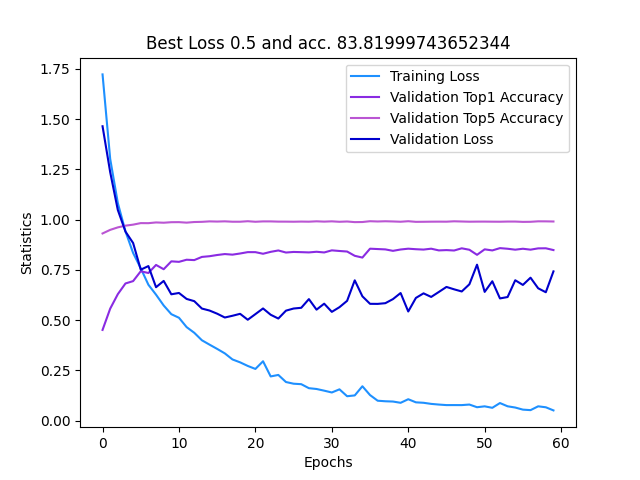 Best Loss 0.5 and acc. 83.81999743652344
Training Loss
Validation Top1 Accuracy
Validation Top5 Accuracy
Validation Loss
1.75
1.50
1.25
1.00
0.75
0.50
0.25
0.00
Statistics
0 10 20 30 40 50 60
Epochs